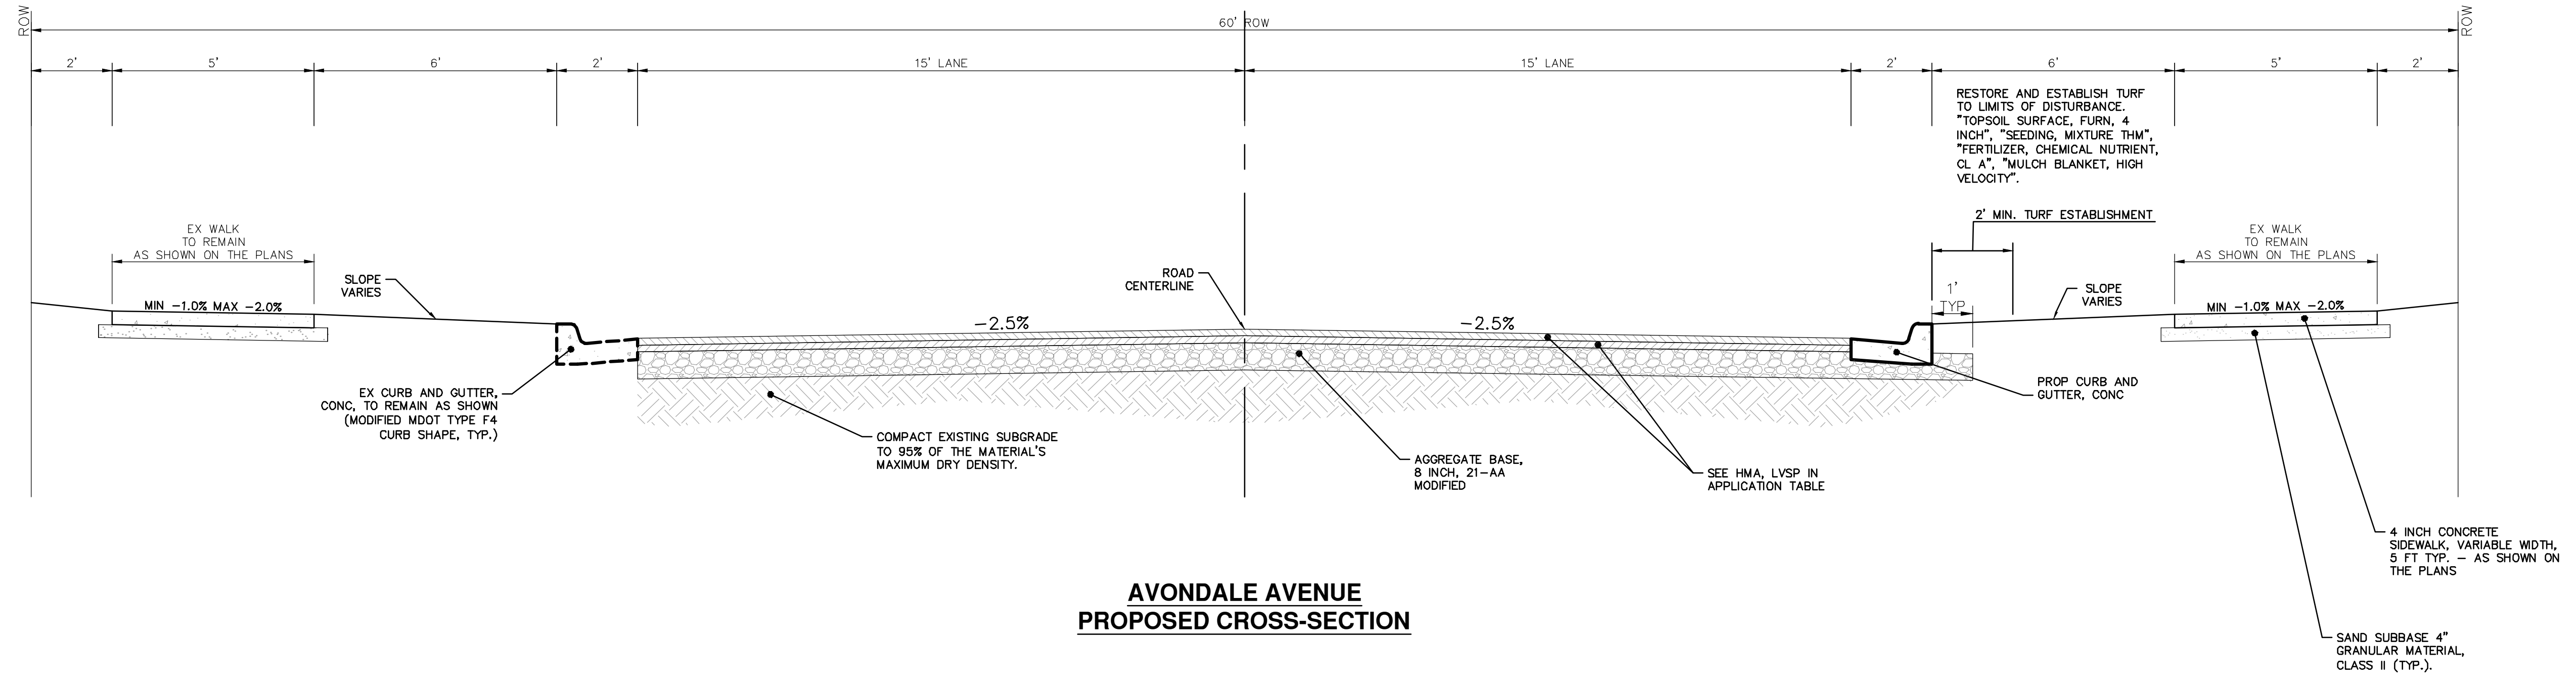 ROW
60' ROW
ROW
2'
5'
6'
2'
15' LANE
15' LANE
2'
6'
5'
2'
RESTORE AND ESTABLISH TURF
TO LIMITS OF DISTURBANCE.
"TOPSOIL SURFACE, FURN, 4
INCH", "SEEDING, MIXTURE THM",
"FERTILIZER, CHEMICAL NUTRIENT,
CL A", "MULCH BLANKET, HIGH
VELOCITY".
2' MIN. TURF ESTABLISHMENT
EX WALK
TO REMAIN
AS SHOWN ON THE PLANS
MIN -1.0% MAX -2.0%
SLOPE
VARIES
ROAD
CENTERLINE
-2.5%
-2.5%
1'
TYP
SLOPE
VARIES
EX WALK
TO REMAIN
AS SHOWN ON THE PLANS
MIN -1.0% MAX -2.0%
EX CURB AND GUTTER,
CONC, TO REMAIN AS SHOWN
(MODIFIED MDOT TYPE F4
CURB SHAPE, TYP.)
COMPACT EXISTING SUBGRADE
TO 95% OF THE MATERIAL'S
MAXIMUM DRY DENSITY.
AGGREGATE BASE,
8 INCH, 21-AA
MODIFIED
SEE HMA, LVSP IN
APPLICATION TABLE
PROP CURB AND
GUTTER, CONC
4 INCH CONCRETE
SIDEWALK, VARIABLE WIDTH,
5 FT TYP. - AS SHOWN ON
THE PLANS
SAND SUBBASE 4"
GRANULAR MATERIAL,
CLASS II (TYP.).
AVONDALE AVENUE
PROPOSED CROSS-SECTION